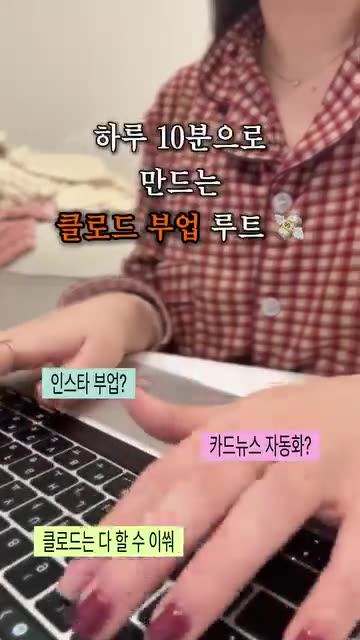 하루 10분으로
만드는
클로드 부업 루트
인스타 부업?
카드뉴스 자동화?
클로드는 다 할 수 이쒀